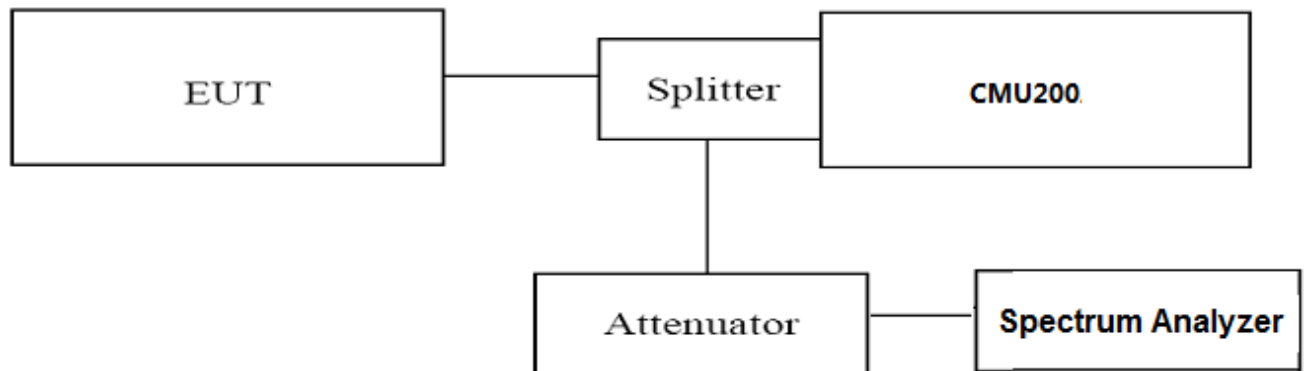 EUT
Splitter
CMU200
Attenuator
Spectrum Analyzer